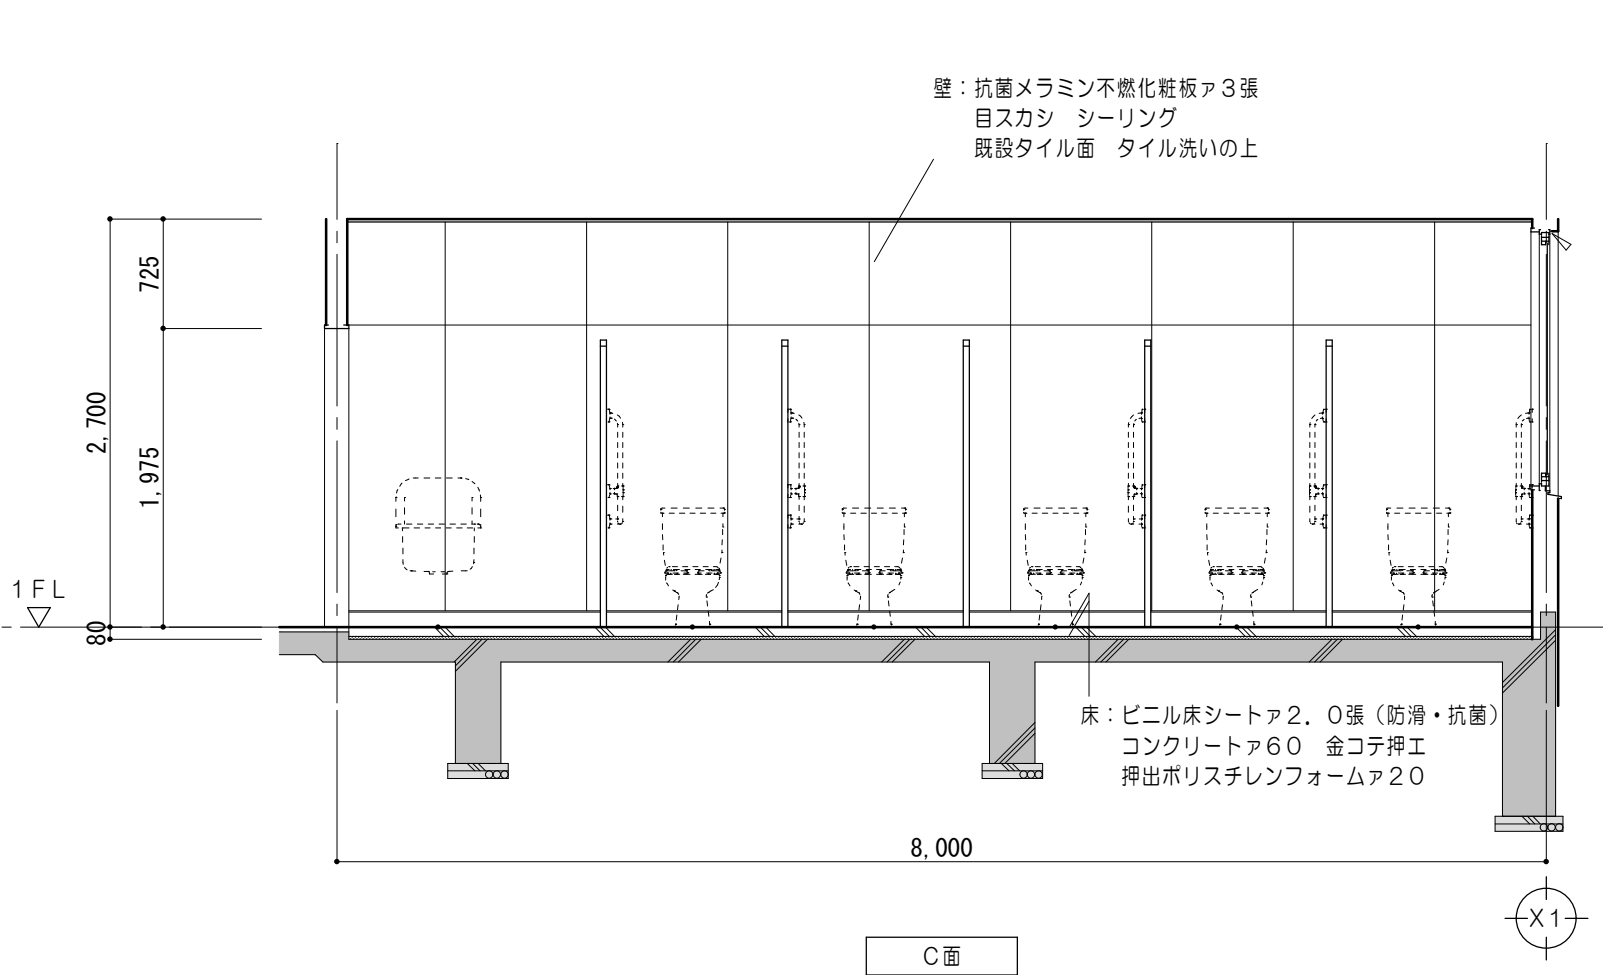 壁：抗菌メラミン不燃化粧板ァ３張
目スカシ　シーリング
既設タイル面　タイル洗いの上
725
2,700
1,975
１ＦＬ
80
床：ビニル床シートァ２．０張（防滑・抗菌）
コンクリートァ６０　金コテ押エ
押出ポリスチレンフォームァ２０
8,000
Ｘ１
Ｃ面